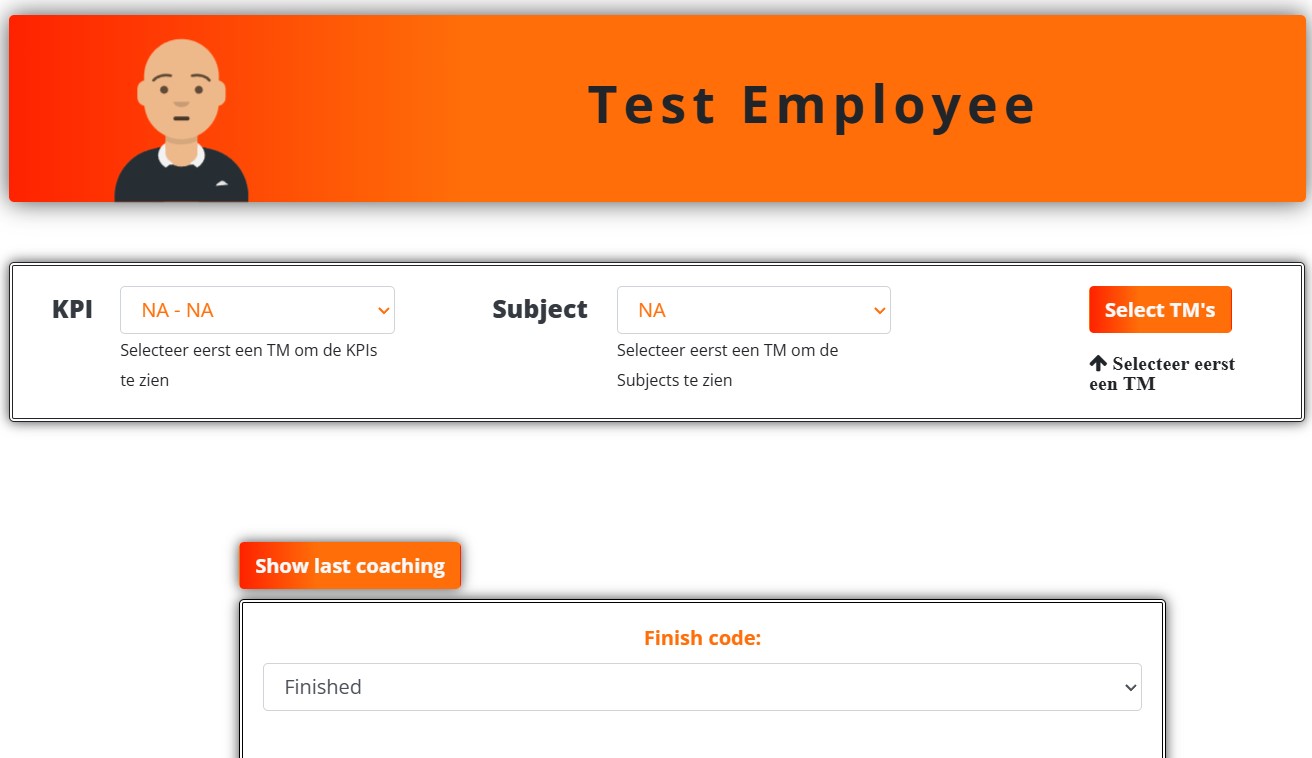 Test Employee
KPI
NA - NA
Selecteer eerst een TM om de KPIs
te zien
Subject
NA
Selecteer eerst een TM om de
Subjects te zien
Select TM's
Selecteer eerst
een TM
Show last coaching
Finish code:
Finished